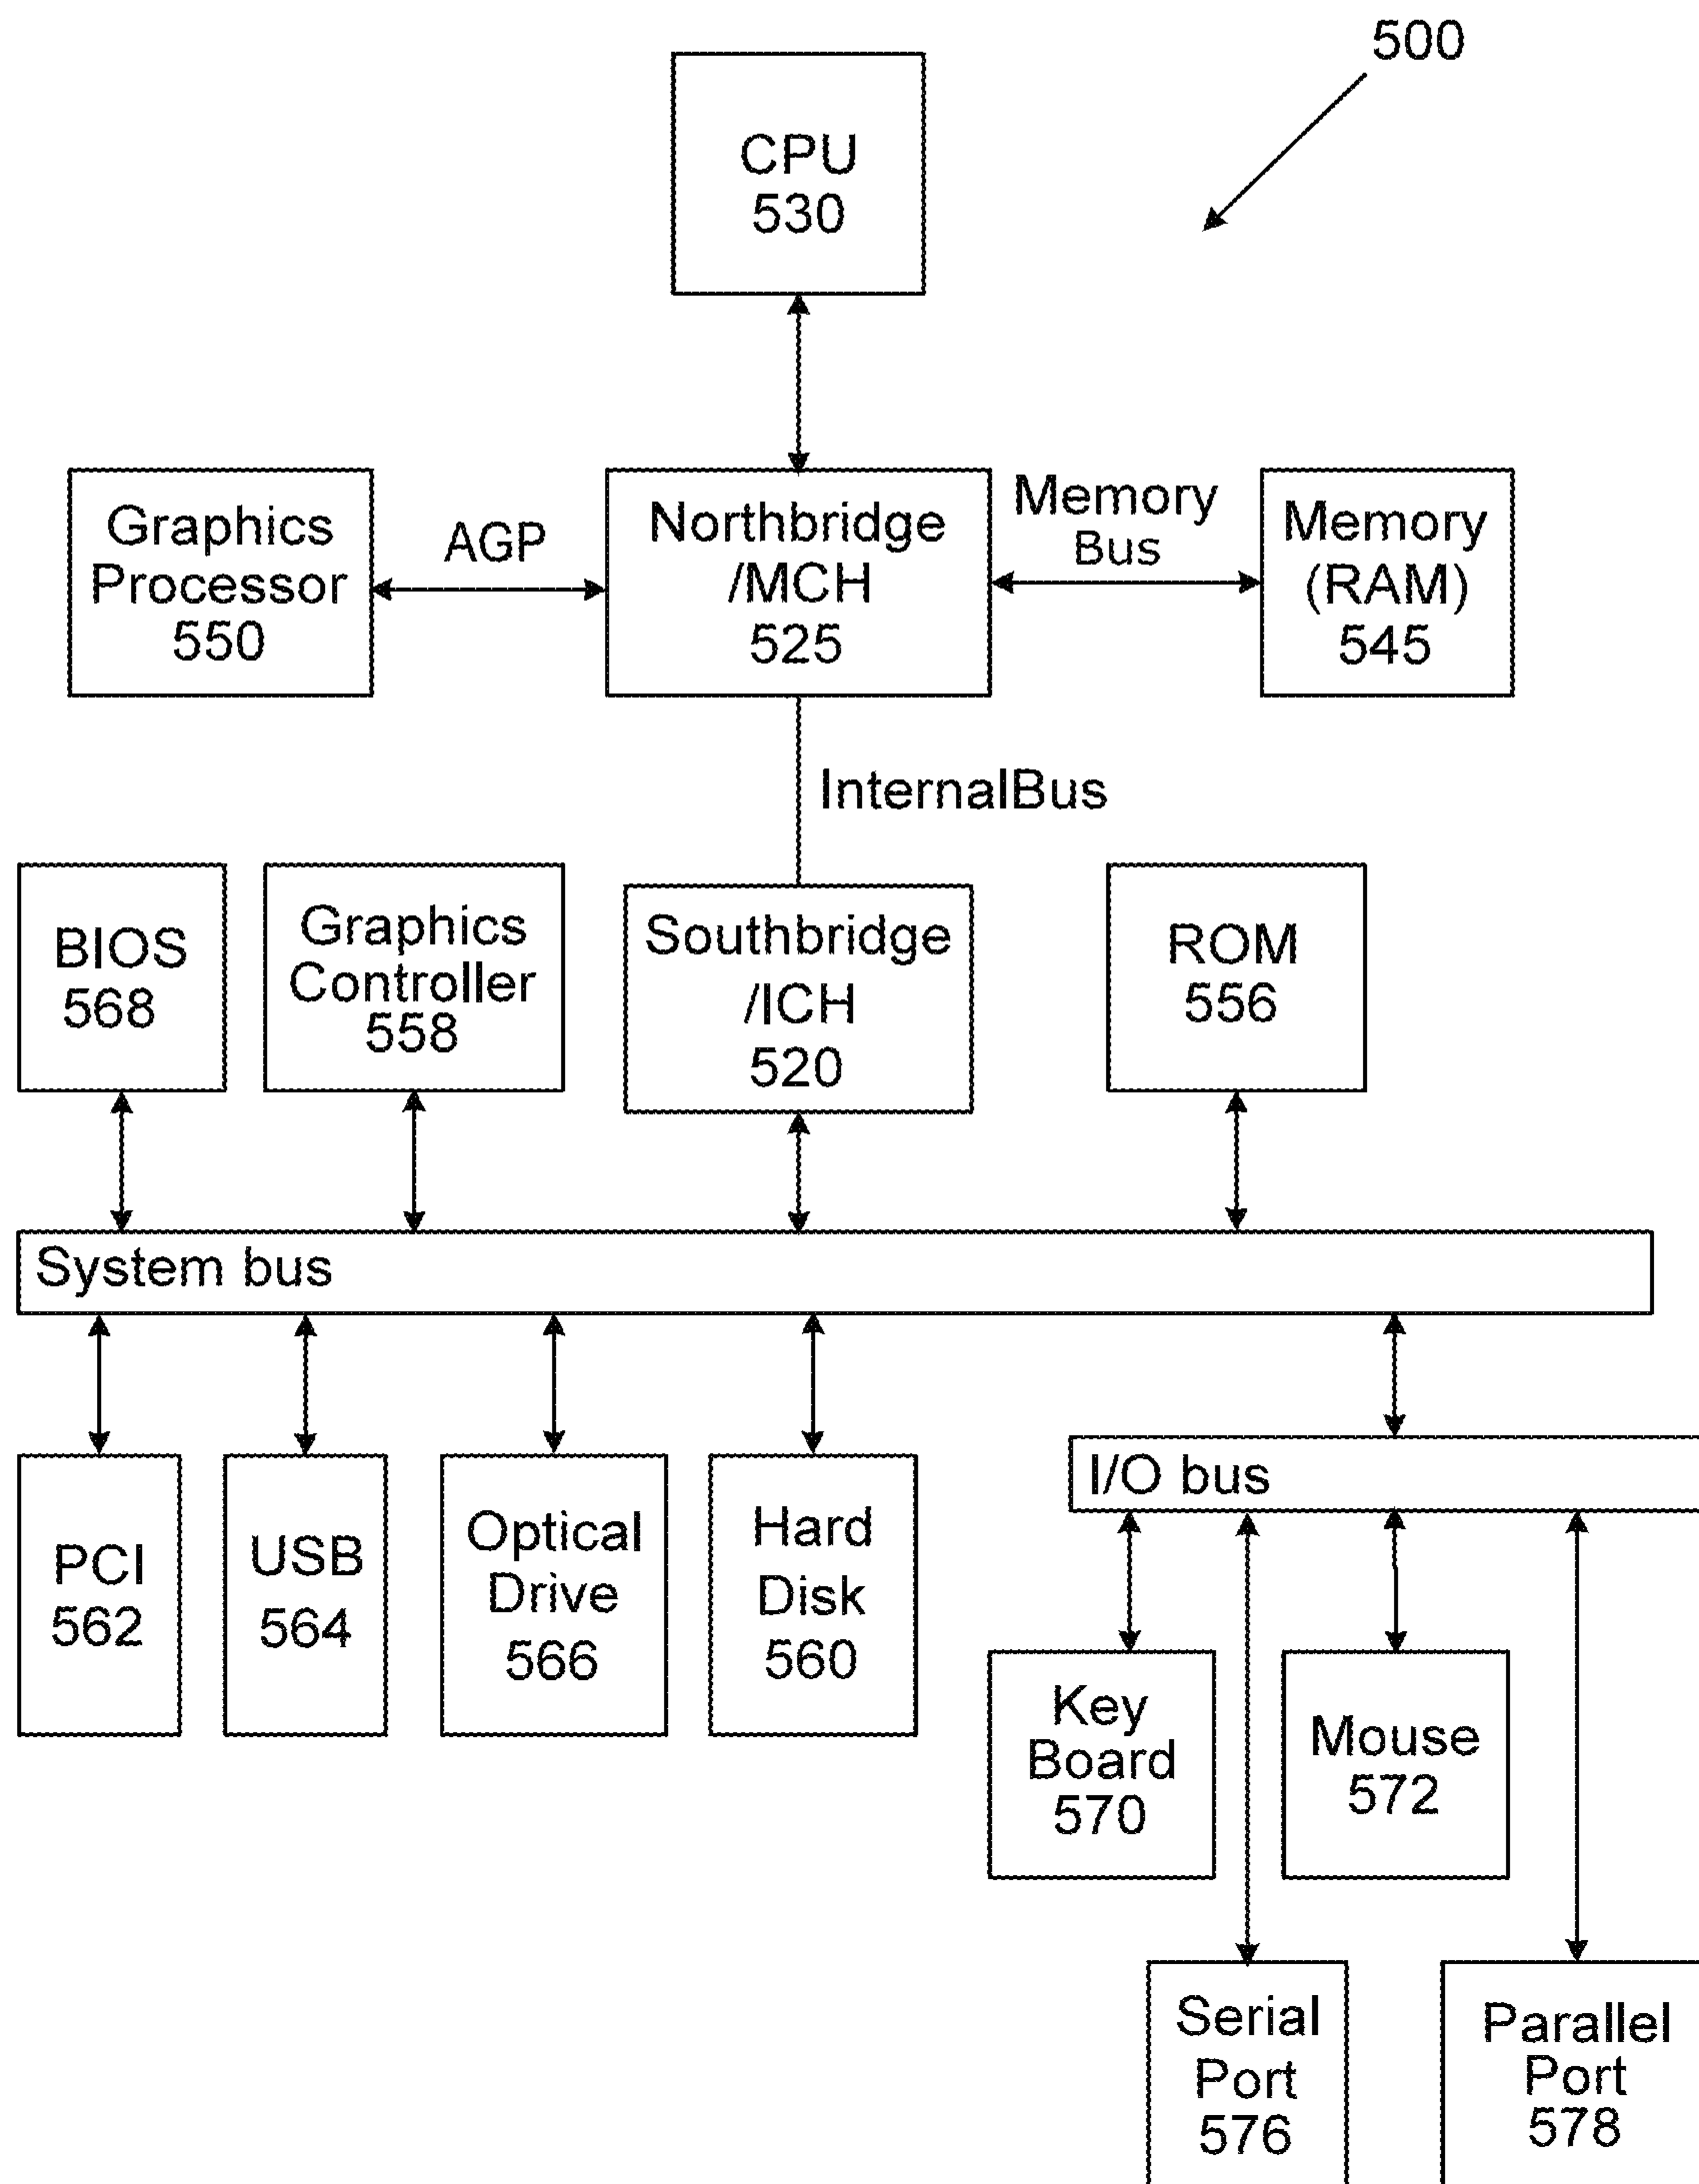 500
CPU
530
Graphics
Processor
550
AGP
Northbridge
/MCH
525
Memory
Bus
Memory
(RAM)
545
InternalBus
BIOS
568
Graphics
Controller
558
Southbridge
/ICH
520
ROM
556
System bus
PCI
562
USB
564
Optical
Drive
566
Hard
Disk
560
I/O bus
Key
Board
570
Mouse
572
Serial
Port
576
Parallel
Port
578